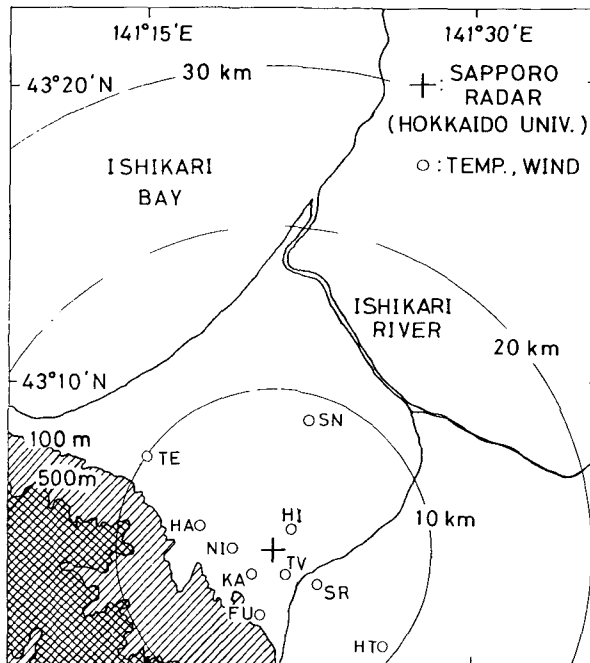 141°15'E
141°30'E
43°20'N
30 km
+: SAPPORO
RADAR
(HOKKAIDO UNIV.)
○: TEMP., WIND
ISHIKARI
BAY
ISHIKARI
RIVER
20 km
43°10'N
100 m
500m
SN
TE
HA
HI
10 km
NI
TV
KA
SR
FU
HT